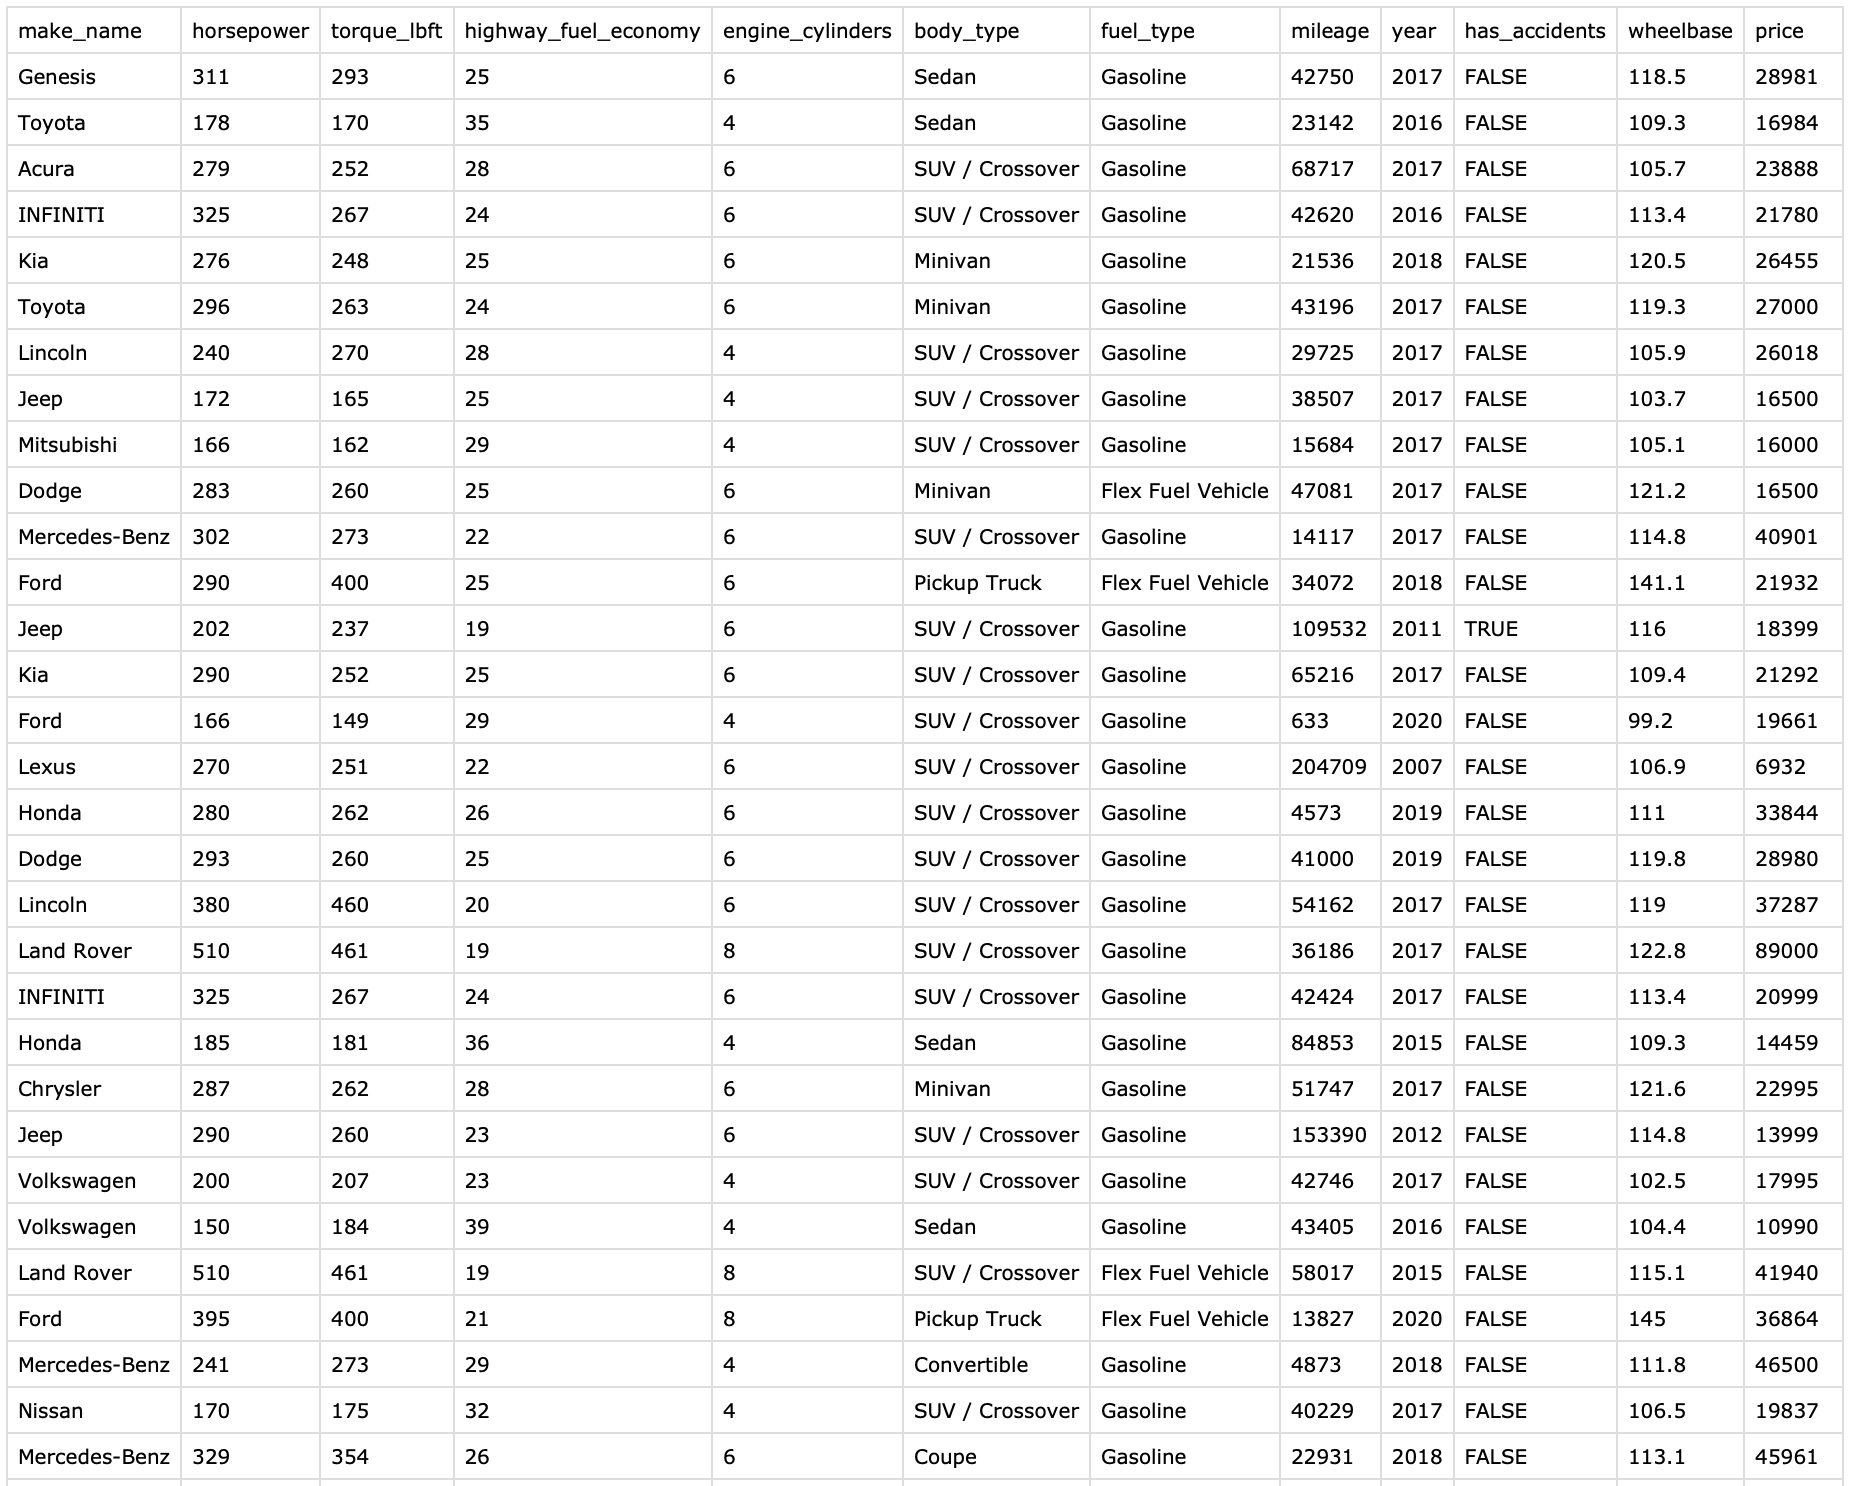 make_name horsepower torque_lbft highway_fuel_economy engine_cylinders body_type fuel_type mileage year has_accidents wheelbase price
Genesis 311 293 25 6 Sedan Gasoline 42750 2017 FALSE 118.5 28981
Toyota 178 170 35 4 Sedan Gasoline 23142 2016 FALSE 109.3 16984
Acura 279 252 28 6 SUV / Crossover Gasoline 68717 2017 FALSE 105.7 23888
INFINITI 325 267 24 6 SUV / Crossover Gasoline 42620 2016 FALSE 113.4 21780
Kia 276 248 25 6 Minivan Gasoline 21536 2018 FALSE 120.5 26455
Toyota 296 263 24 6 Minivan Gasoline 43196 2017 FALSE 119.3 27000
Lincoln 240 270 28 4 SUV / Crossover Gasoline 29725 2017 FALSE 105.9 26018
Jeep 172 165 25 4 SUV / Crossover Gasoline 38507 2017 FALSE 103.7 16500
Mitsubishi 166 162 29 4 SUV / Crossover Gasoline 15684 2017 FALSE 105.1 16000
Dodge 283 260 25 6 Minivan Flex Fuel Vehicle 47081 2017 FALSE 121.2 16500
Mercedes-Benz 302 273 22 6 SUV / Crossover Gasoline 14117 2017 FALSE 114.8 40901
Ford 290 400 25 6 Pickup Truck Flex Fuel Vehicle 34072 2018 FALSE 141.1 21932
Jeep 202 237 19 6 SUV / Crossover Gasoline 109532 2011 TRUE 116 18399
Kia 290 252 25 6 SUV / Crossover Gasoline 65216 2017 FALSE 109.4 21292
Ford 166 149 29 4 SUV / Crossover Gasoline 633 2020 FALSE 99.2 19661
Lexus 270 251 22 6 SUV / Crossover Gasoline 204709 2007 FALSE 106.9 6932
Honda 280 262 26 6 SUV / Crossover Gasoline 4573 2019 FALSE 111 33844
Dodge 293 260 25 6 SUV / Crossover Gasoline 41000 2019 FALSE 119.8 28980
Lincoln 380 460 20 6 SUV / Crossover Gasoline 54162 2017 FALSE 119 37287
Land Rover 510 461 19 8 SUV / Crossover Gasoline 36186 2017 FALSE 122.8 89000
INFINITI 325 267 24 6 SUV / Crossover Gasoline 42424 2017 FALSE 113.4 20999
Honda 185 181 36 4 Sedan Gasoline 84853 2015 FALSE 109.3 14459
Chrysler 287 262 28 6 Minivan Gasoline 51747 2017 FALSE 121.6 22995
Jeep 290 260 23 6 SUV / Crossover Gasoline 153390 2012 FALSE 114.8 13999
Volkswagen 200 207 23 4 SUV / Crossover Gasoline 42746 2017 FALSE 102.5 17995
Volkswagen 150 184 39 4 Sedan Gasoline 43405 2016 FALSE 104.4 10990
Land Rover 510 461 19 8 SUV / Crossover Flex Fuel Vehicle 58017 2015 FALSE 115.1 41940
Ford 395 400 21 8 Pickup Truck Flex Fuel Vehicle 13827 2020 FALSE 145 36864
Mercedes-Benz 241 273 29 4 Convertible Gasoline 4873 2018 FALSE 111.8 46500
Nissan 170 175 32 4 SUV / Crossover Gasoline 40229 2017 FALSE 106.5 19837
Mercedes-Benz 329 354 26 6 Coupe Gasoline 22931 2018 FALSE 113.1 45961